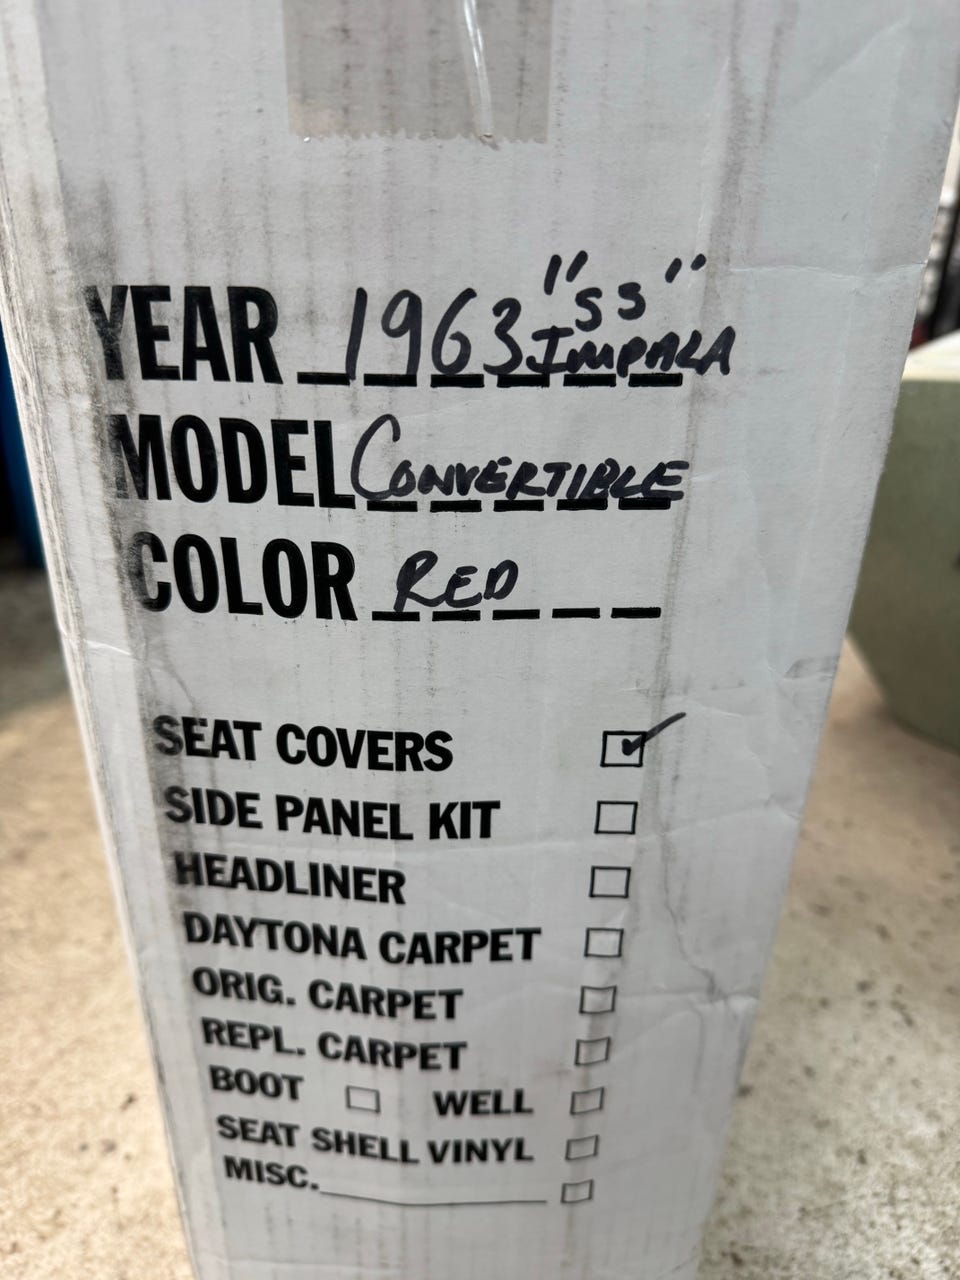 YEAR 1963 "SS" IMPALA
MODEL CONVERTIBLE
COLOR RED
SEAT COVERS ☑
SIDE PANEL KIT ☐
HEADLINER ☐
DAYTONA CARPET ☐
ORIG. CARPET ☐
REPL. CARPET ☐
BOOT ☐ WELL ☐
SEAT SHELL VINYL ☐
MISC.__________ ☐